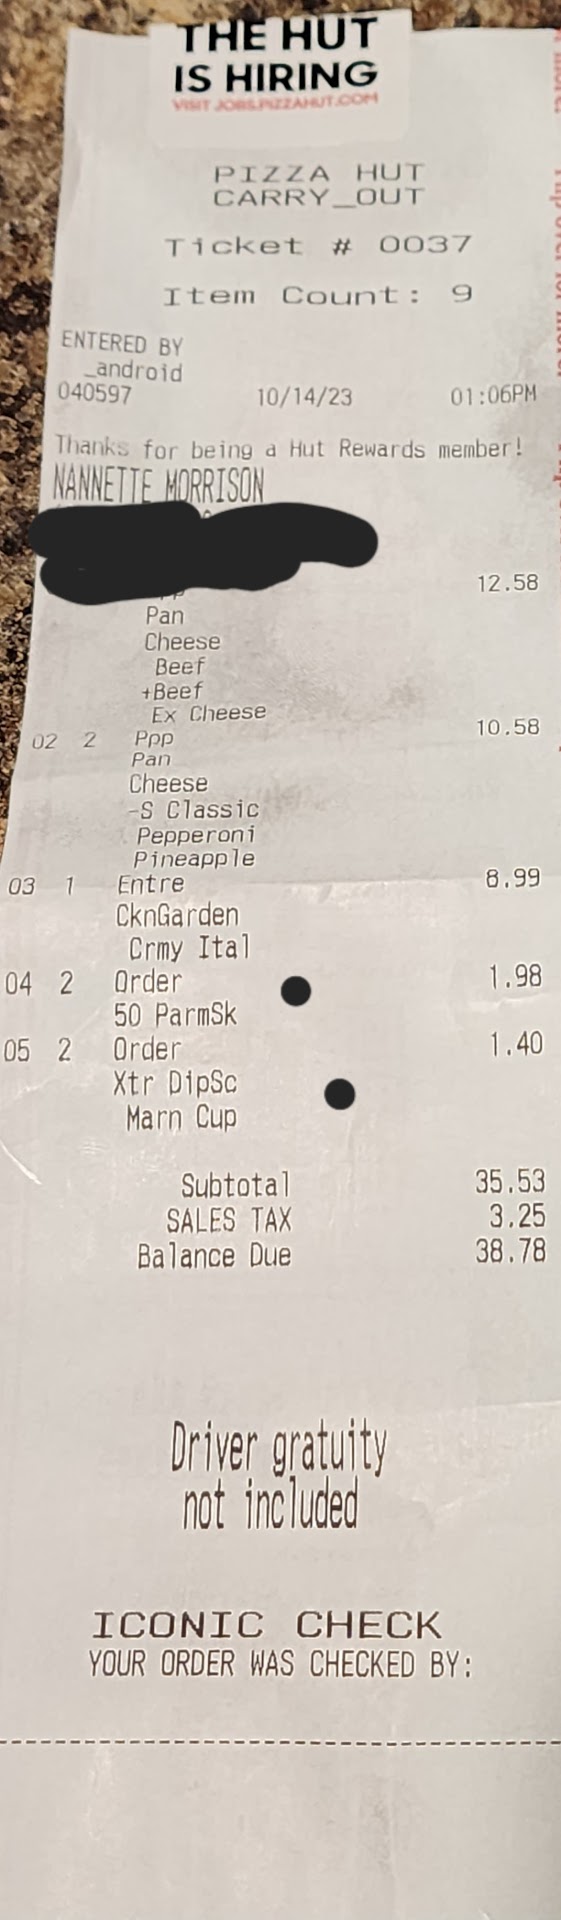 THE HUT
IS HIRING
VISIT JOBS.PIZZAHUT.COM
PIZZA HUT
CARRY_OUT
Ticket # 0037
Item Count: 9
ENTERED BY
_android
040597 10/14/23 01:06PM
Thanks for being a Hut Rewards member!
NANNETTE MORRISON
12.58
Pan
Cheese
Beef
+Beef
Ex Cheese
02 2 Ppp 10.58
Pan
Cheese
-S Classic
Pepperoni
Pineapple
03 1 Entre 8.99
CknGarden
Crmy Ital
04 2 Order 1.98
50 ParmSk
05 2 Order 1.40
Xtr DipSc
Marn Cup
Subtotal 35.53
SALES TAX 3.25
Balance Due 38.78
Driver gratuity
not included
ICONIC CHECK
YOUR ORDER WAS CHECKED BY: